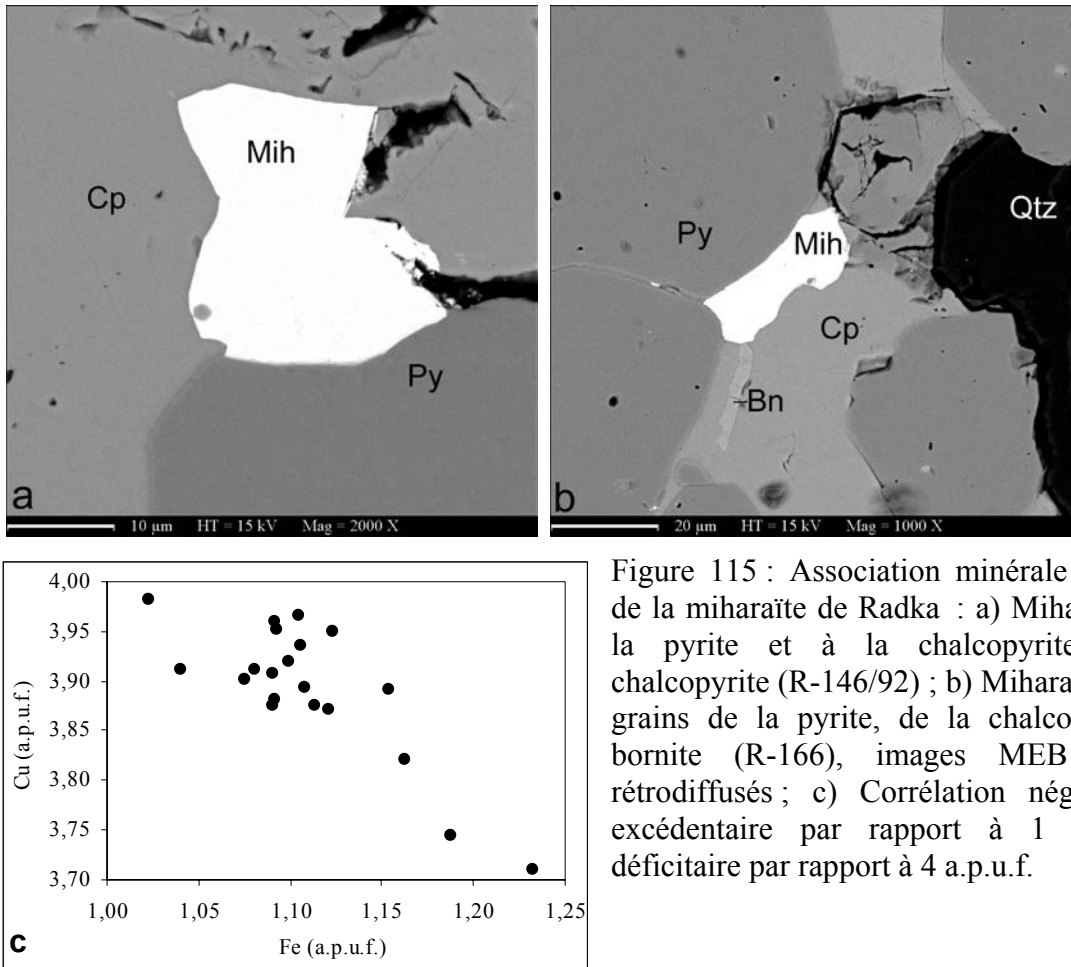 Mih
Cp
Py
a
10 µm HT = 15 kV Mag = 2000 X
Py
Mih
Qtz
Cp
Bn
b
20 µm HT = 15 kV Mag = 1000 X
4,00
3,95
3,90
3,85
3,80
3,75
3,70
Cu (a.p.u.f.)
1,00 1,05 1,10 1,15 1,20 1,25
Fe (a.p.u.f.)
c
Figure 115 : Association minérale
de la miharaïte de Radka : a) Miha
la pyrite et à la chalcopyrite
chalcopyrite (R-146/92) ; b) Mihara
grains de la pyrite, de la chalco
bornite (R-166), images MEB
rétrodiffusés ; c) Corrélation nég
excédentaire par rapport à 1
déficitaire par rapport à 4 a.p.u.f.